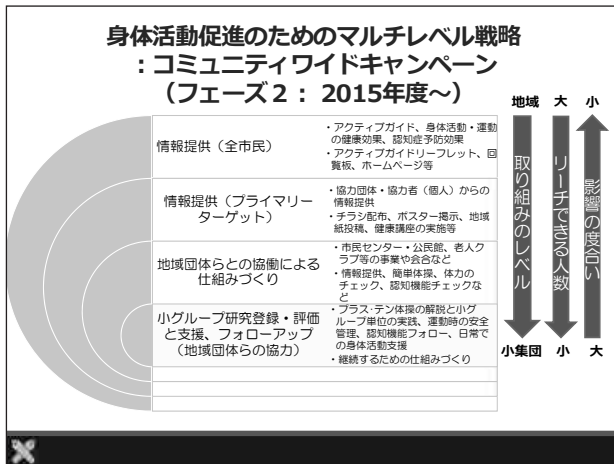 身体活動促進のためのマルチレベル戦略
：コミュニティワイドキャンペーン
（フェーズ２： 2015年度～）
情報提供（全市民）
・アクティブガイド、身体活動・運動
の健康効果、認知症予防効果
・アクティブガイドリーフレット、回
覧板、ホームページ等
情報提供（プライマリー
ターゲット）
・協力団体・協力者（個人）からの
情報提供
・チラシ配布、ポスター掲示、地域
紙投稿、健康講座の実施等
地域団体らとの協働による
仕組みづくり
・市民センター・公民館、老人ク
ラブ等の事業や会合など
・情報提供、簡単体操、体力の
チェック、認知機能チェックな
ど
小グループ研究登録・評価
と支援、フォローアップ
（地域団体らの協力）
・プラス・テン体操の解説と小グ
ループ単位の実践、運動時の安全
管理、認知機能フォロー、日常で
の身体活動支援
・継続するための仕組みづくり
地域
取り組みのレベル
小集団
大
リーチできる人数
小
小
影響の度合い
大